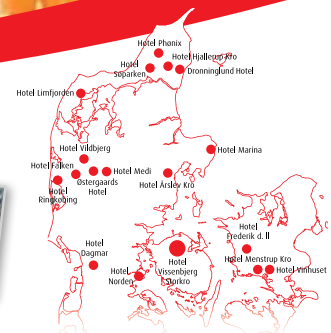 Hotel Phønix
Hotel Hjallerup Kro
Hotel
Søparken
Dronninglund Hotel
Hotel Limfjorden
Hotel Marina
Hotel Vildbjerg
Hotel Falken
Hotel Medi
Østergaards
Hotel
Hotel Årslev Kro
Hotel
Ringkøbing
Hotel
Frederik d. II
Hotel
Dagmar
Hotel Menstrup Kro
Hotel Vinhuset
Hotel
Norden
Hotel
Vissenbjerg
Storkro